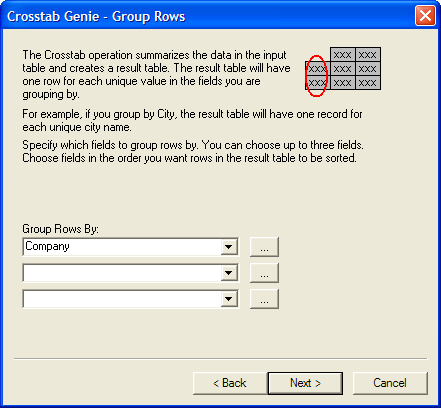 Crosstab Genie - Group Rows
The Crosstab operation summarizes the data in the input
table and creates a result table. The result table will have
one row for each unique value in the fields you are
grouping by.
xxx xxx
xxx xxx xxx
xxx xxx xxx
For example, if you group by City, the result table will have one record for
each unique city name.
Specify which fields to group rows by. You can choose up to three fields.
Choose fields in the order you want rows in the result table to be sorted.
Group Rows By:
Company ...
...
...
< Back Next > Cancel